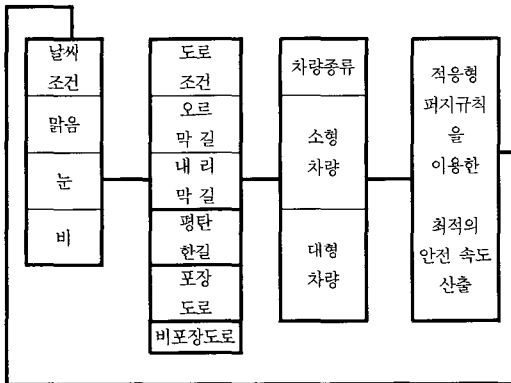 날씨
조건
맑음
눈
비
도로
조건
오르
막 길
내 리
막 길
평탄
한길
포장
도로
비포장도로
차량종류
소형
차량
대형
차량
적응형
퍼지규칙
을
이용한
최적의
안전 속도
산출